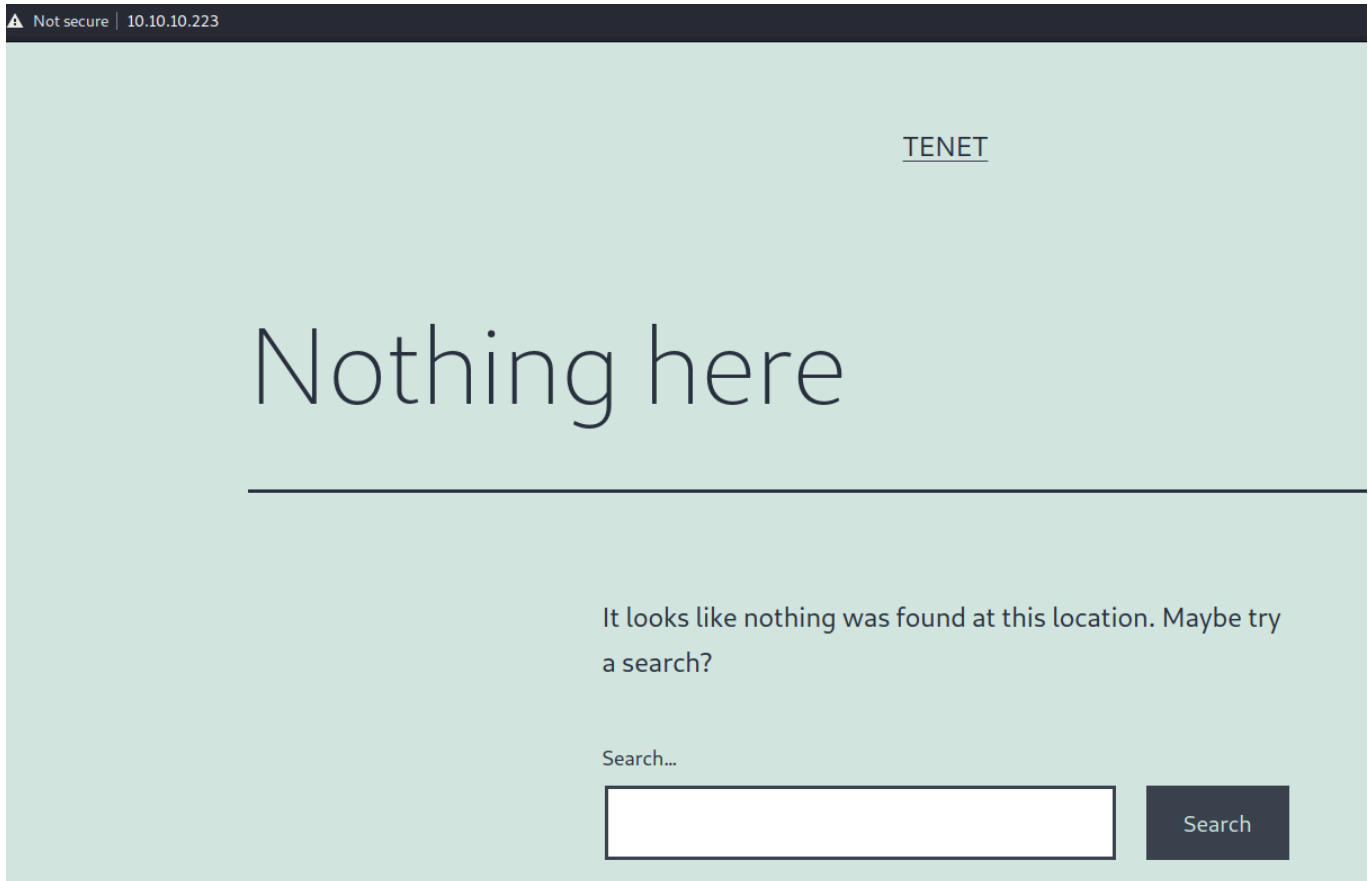 Not secure 10.10.10.223
TENET
Nothing here
It looks like nothing was found at this location. Maybe try
a search?
Search...
Search